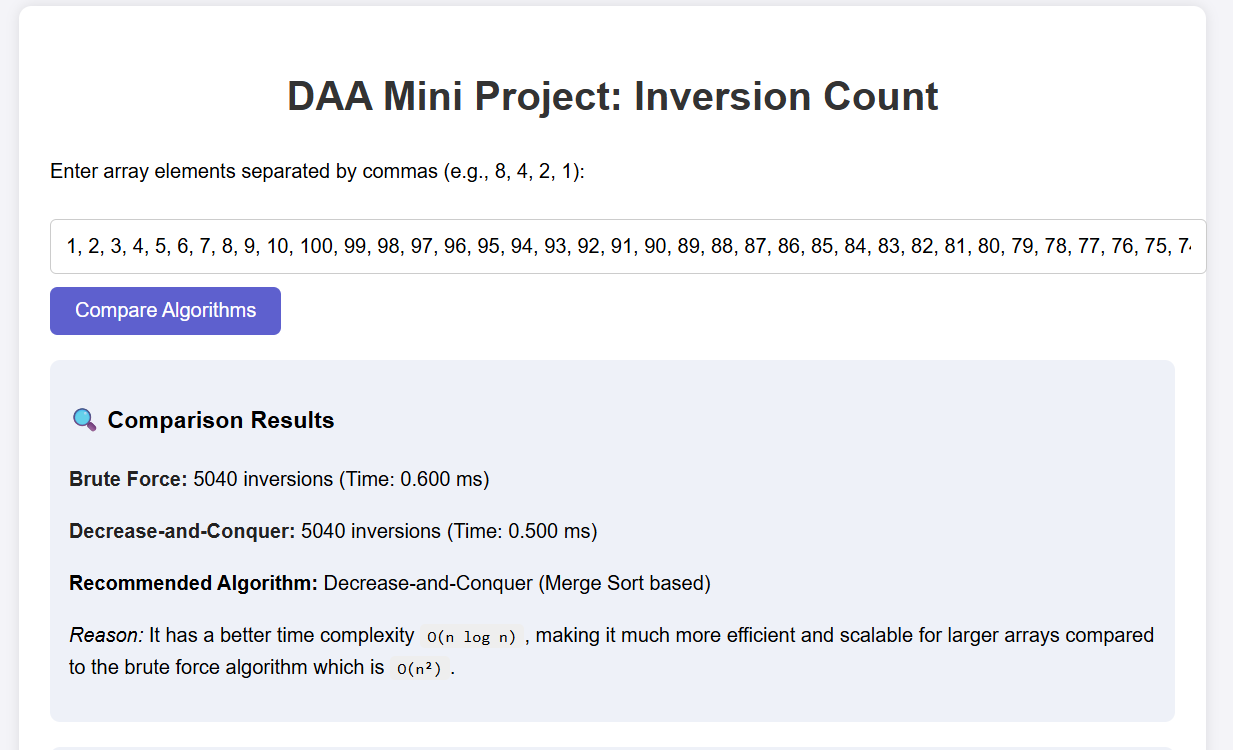 DAA Mini Project: Inversion Count
Enter array elements separated by commas (e.g., 8, 4, 2, 1):
1, 2, 3, 4, 5, 6, 7, 8, 9, 10, 100, 99, 98, 97, 96, 95, 94, 93, 92, 91, 90, 89, 88, 87, 86, 85, 84, 83, 82, 81, 80, 79, 78, 77, 76, 75,
Compare Algorithms
🔍 Comparison Results
Brute Force: 5040 inversions (Time: 0.600 ms)
Decrease-and-Conquer: 5040 inversions (Time: 0.500 ms)
Recommended Algorithm: Decrease-and-Conquer (Merge Sort based)
Reason: It has a better time complexity O(n log n) , making it much more efficient and scalable for larger arrays compared
to the brute force algorithm which is O(n²) .